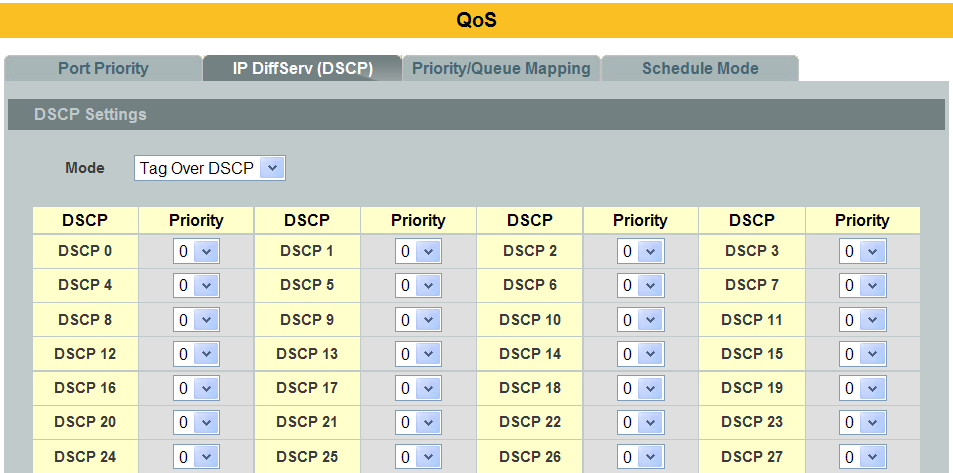 QoS
Port Priority IP DiffServ (DSCP) Priority/Queue Mapping Schedule Mode
DSCP Settings
Mode Tag Over DSCP
DSCP Priority DSCP Priority DSCP Priority DSCP Priority
DSCP 0 0 DSCP 1 0 DSCP 2 0 DSCP 3 0
DSCP 4 0 DSCP 5 0 DSCP 6 0 DSCP 7 0
DSCP 8 0 DSCP 9 0 DSCP 10 0 DSCP 11 0
DSCP 12 0 DSCP 13 0 DSCP 14 0 DSCP 15 0
DSCP 16 0 DSCP 17 0 DSCP 18 0 DSCP 19 0
DSCP 20 0 DSCP 21 0 DSCP 22 0 DSCP 23 0
DSCP 24 0 DSCP 25 0 DSCP 26 0 DSCP 27 0